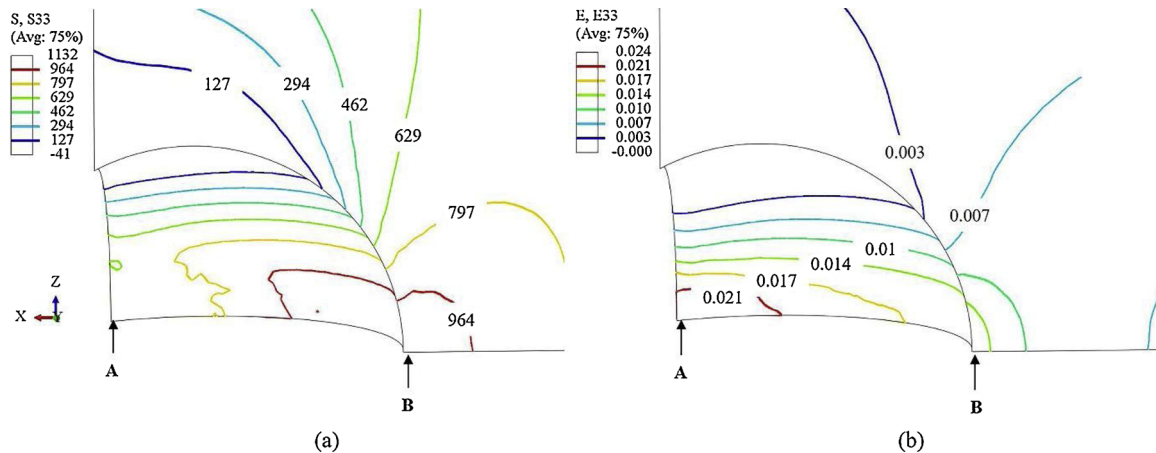 S, S33
(Avg: 75%)
1132
964
797
629
462
294
127
-41
127
294
462
629
797
964
Z
X
Y
A
B
(a)
E, E33
(Avg: 75%)
0.024
0.021
0.017
0.014
0.010
0.007
0.003
-0.000
0.003
0.007
0.01
0.014
0.017
0.021
A
B
(b)